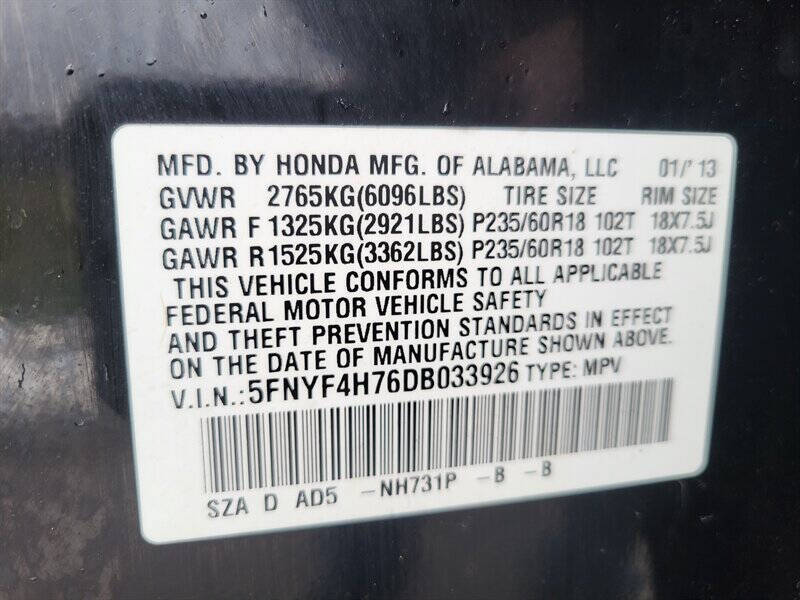 MFD. BY HONDA MFG. OF ALABAMA, LLC 01/'13
GVWR 2765KG(6096LBS) TIRE SIZE RIM SIZE
GAWR F 1325KG(2921LBS) P235/60R18 102T 18X7.5J
GAWR R 1525KG(3362LBS) P235/60R18 102T 18X7.5J
THIS VEHICLE CONFORMS TO ALL APPLICABLE
FEDERAL MOTOR VEHICLE SAFETY
AND THEFT PREVENTION STANDARDS IN EFFECT
ON THE DATE OF MANUFACTURE SHOWN ABOVE.
V.I.N.: 5FNYF4H76DB033926 TYPE: MPV
SZA D AD5 -NH731P -B -B